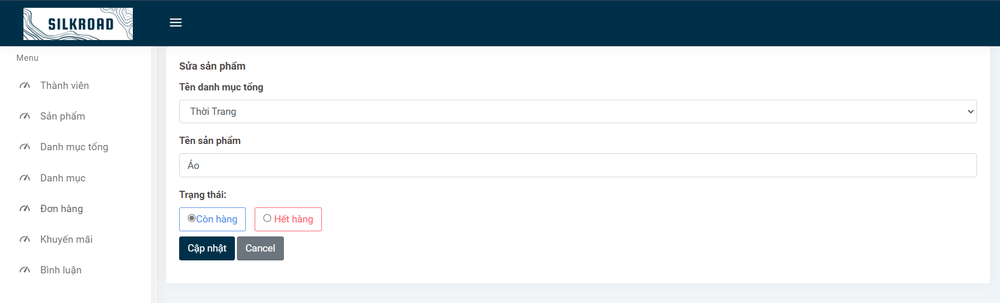 SILKROAD
Menu
Thành viên
Sản phẩm
Danh mục tổng
Danh mục
Đơn hàng
Khuyến mãi
Bình luận
Sửa sản phẩm
Tên danh mục tổng
Thời Trang
Tên sản phẩm
Áo
Trạng thái:
Còn hàng Hết hàng
Cập nhật Cancel